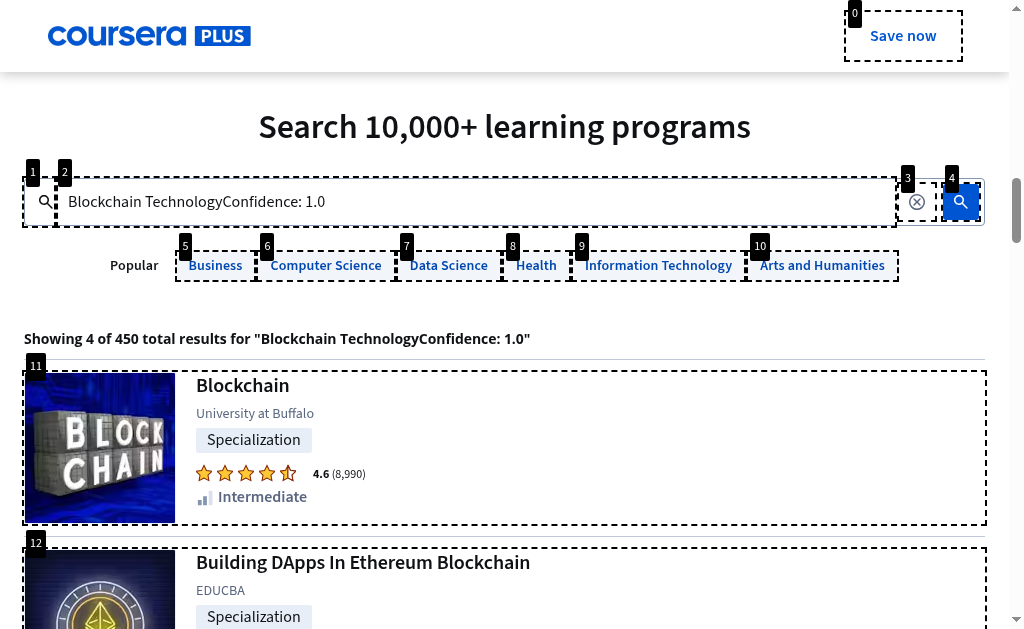 coursera PLUS
0
Save now
Search 10,000+ learning programs
1
2
Blockchain TechnologyConfidence: 1.0
3
4
Popular
5
Business
6
Computer Science
7
Data Science
8
Health
9
Information Technology
10
Arts and Humanities
Showing 4 of 450 total results for "Blockchain TechnologyConfidence: 1.0"
11
BLOCK
CHAIN
Blockchain
University at Buffalo
Specialization
4.6 (8,990)
Intermediate
12
Building DApps In Ethereum Blockchain
EDUCBA
Specialization